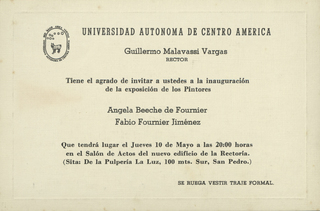 UNIVERSIDAD AUTONOMA DE CENTRO AMERICA
Guillermo Malavassi Vargas
RECTOR
Tiene el agrado de invitar a ustedes a la inauguración
de la exposición de los Pintores
Angela Beeche de Fournier
Fabio Fournier Jiménez
Que tendrá lugar el Jueves 10 de Mayo a las 20:00 horas
en el Salón de Actos del nuevo edificio de la Rectoría.
(Sita: De la Pulpería La Luz, 100 mts. Sur, San Pedro.)
SE RUEGA VESTIR TRAJE FORMAL.